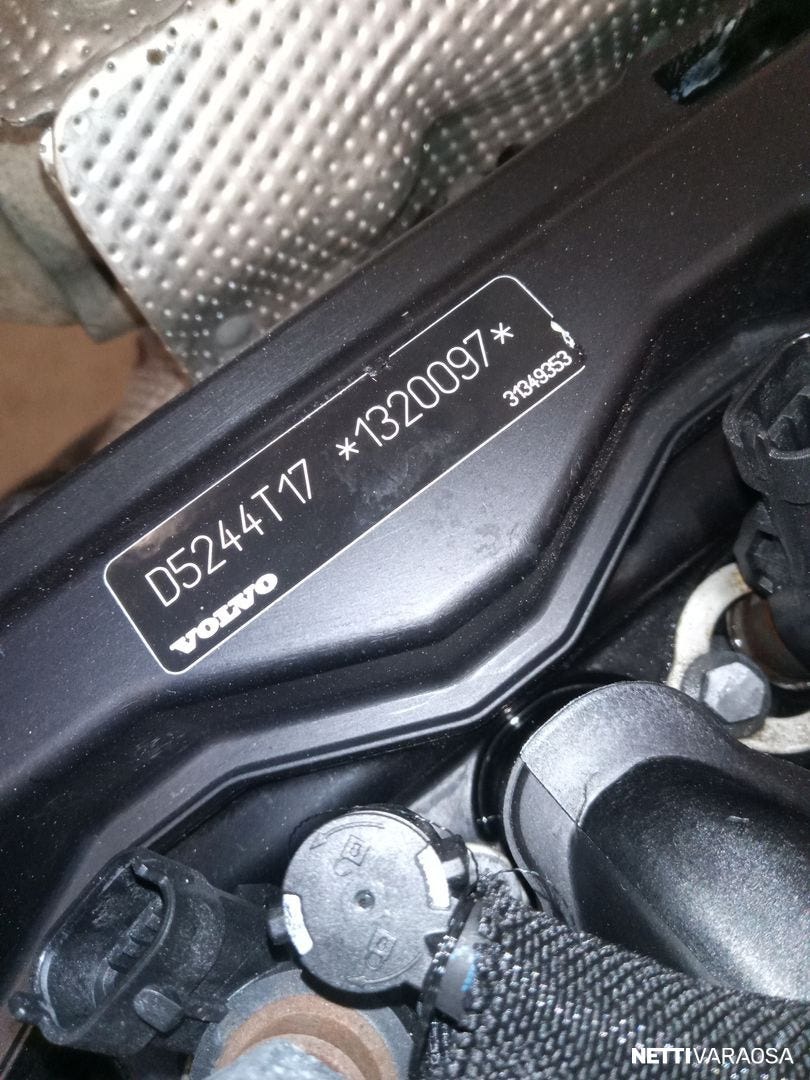 D5244T17 *1320097*
VOLVO 31349353
NETTIVARAOSA